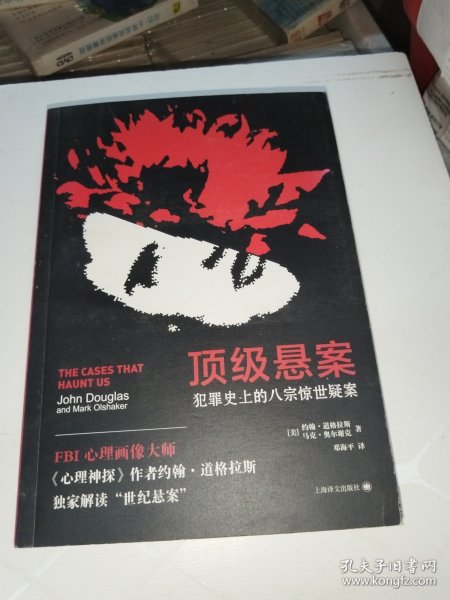 THE CASES THAT
HAUNT US
John Douglas
and Mark Olshaker
顶级悬案
犯罪史上的八宗惊世疑案
[美] 约翰·道格拉斯
马克·奥尔谢克 著
邓海平 译
FBI 心理画像大师
《心理神探》作者约翰·道格拉斯
独家解读“世纪悬案”
上海译文出版社
孔夫子旧书网
www.kongfz.com